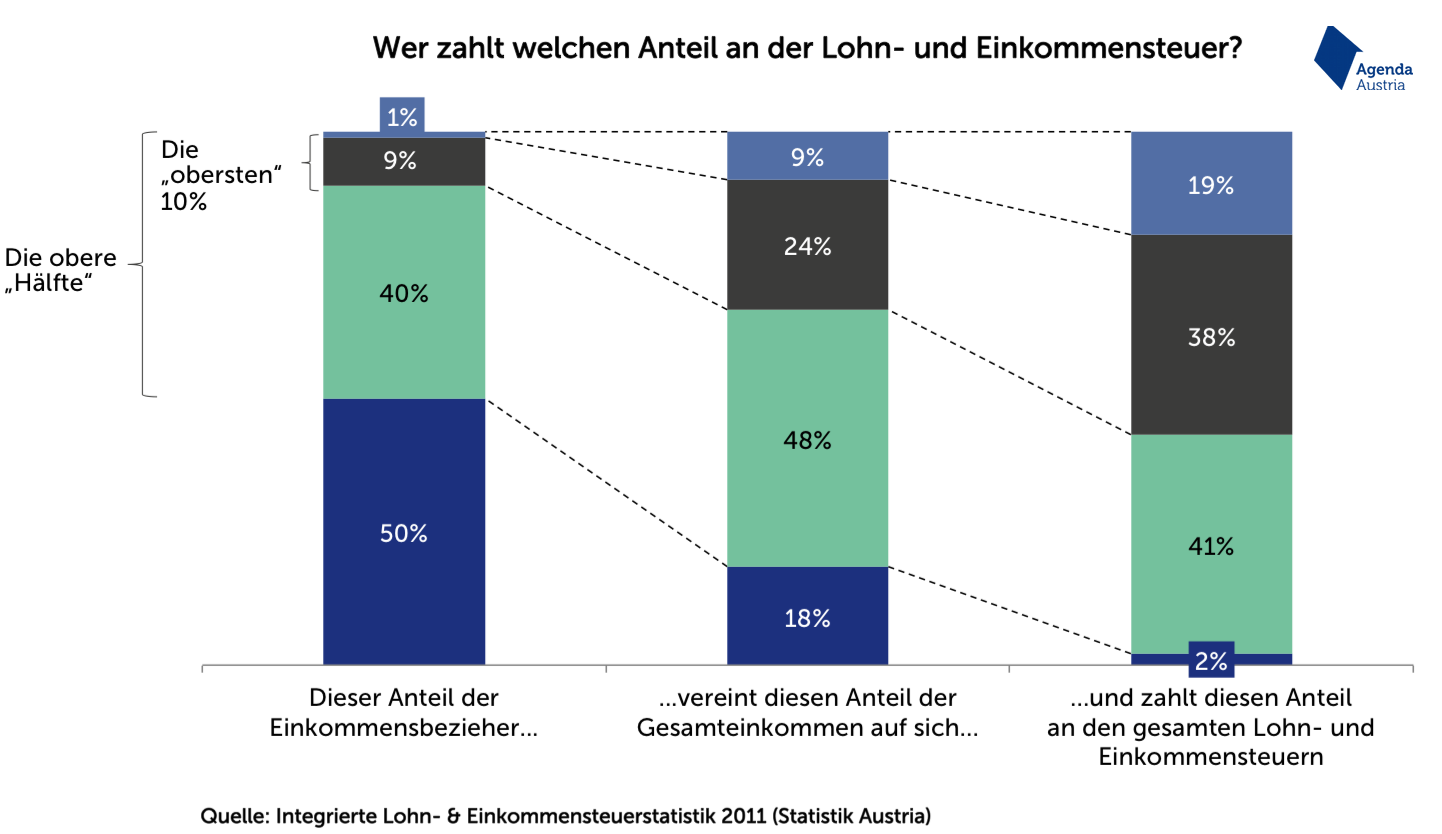 Wer zahlt welchen Anteil an der Lohn- und Einkommensteuer?
Agenda
Austria
Die
„obersten“
10%
Die obere
„Hälfte“
1%
9%
40%
50%
9%
24%
48%
18%
19%
38%
41%
2%
Dieser Anteil der
Einkommensbezieher...
...vereint diesen Anteil der
Gesamteinkommen auf sich...
...und zahlt diesen Anteil
an den gesamten Lohn- und
Einkommensteuern
Quelle: Integrierte Lohn- & Einkommensteuerstatistik 2011 (Statistik Austria)